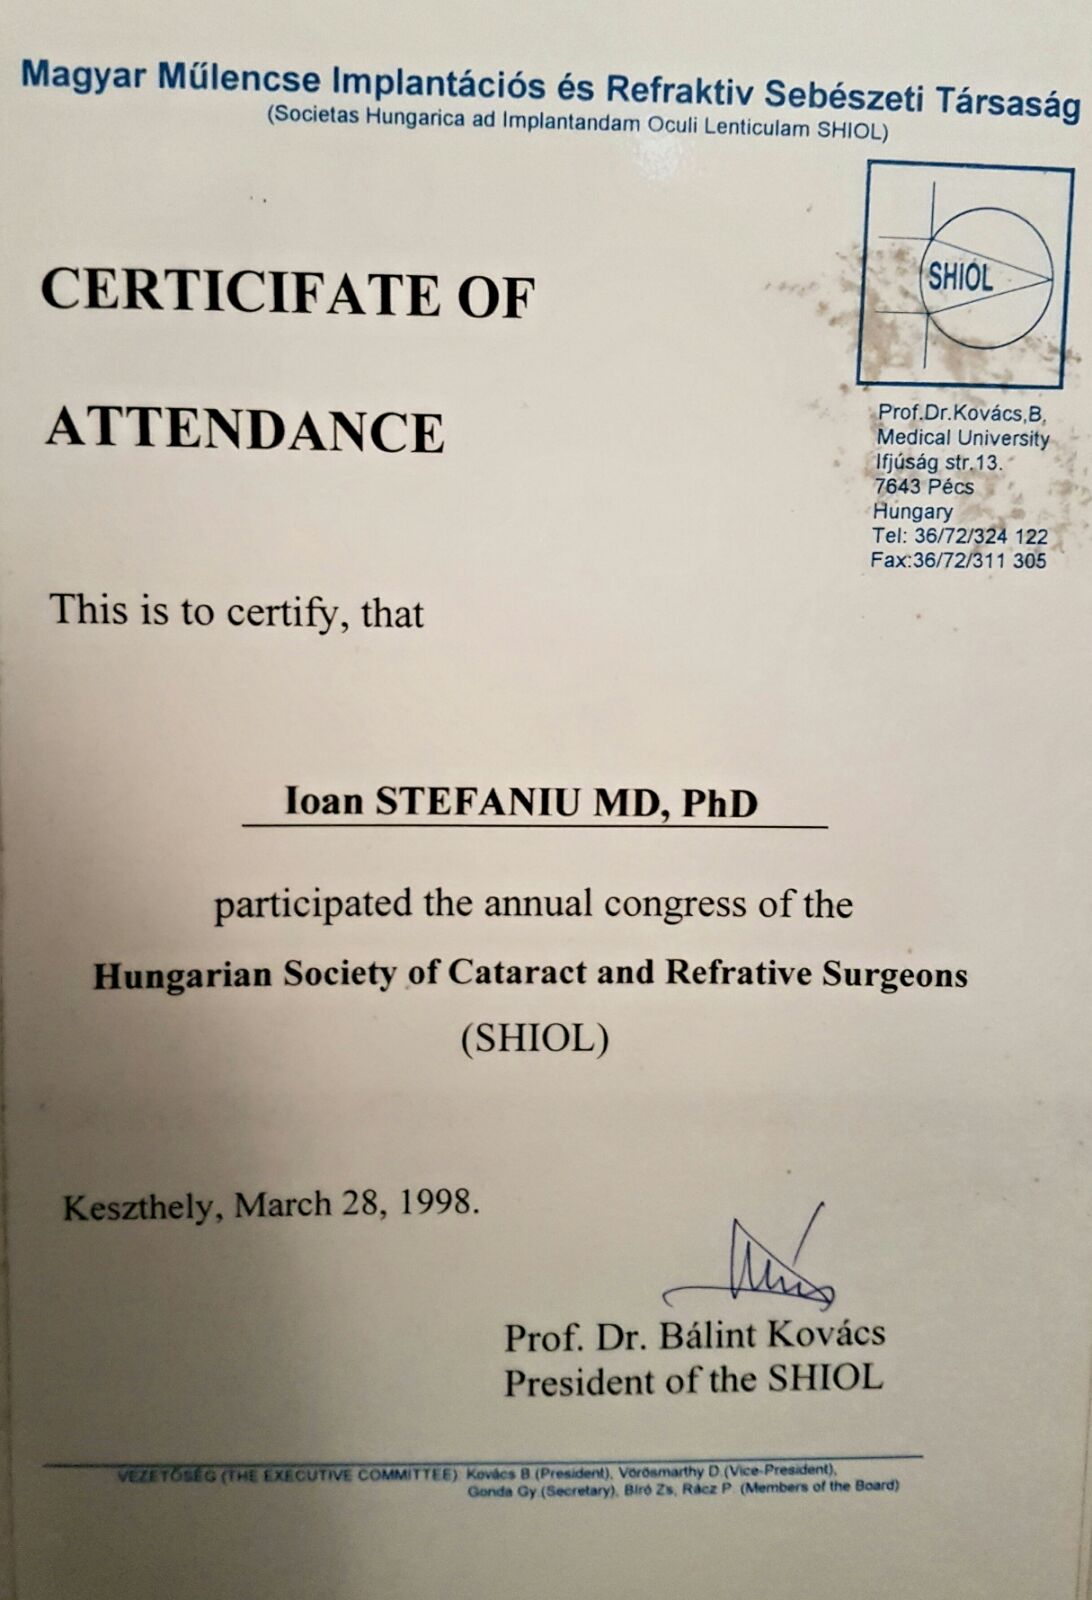 Magyar Műlencse Implantációs és Refraktiv Sebészeti Társaság
(Societas Hungarica ad Implantandam Oculi Lenticulam SHIOL)
SHIOL
CERTICIFATE OF
ATTENDANCE
Prof.Dr.Kovács,B,
Medical University
Ifjúság str.13.
7643 Pécs
Hungary
Tel: 36/72/324 122
Fax:36/72/311 305
This is to certify, that
Ioan STEFANIU MD, PhD
participated the annual congress of the
Hungarian Society of Cataract and Refrative Surgeons
(SHIOL)
Keszthely, March 28, 1998.
Prof. Dr. Bálint Kovács
President of the SHIOL
VEZETŐSÉG (THE EXECUTIVE COMMITTEE): Kovács B.(President), Vörösmarthy D.(Vice-President),
Gonda Gy.(Secretary), Biró Zs, Rácz P. (Members of the Board)